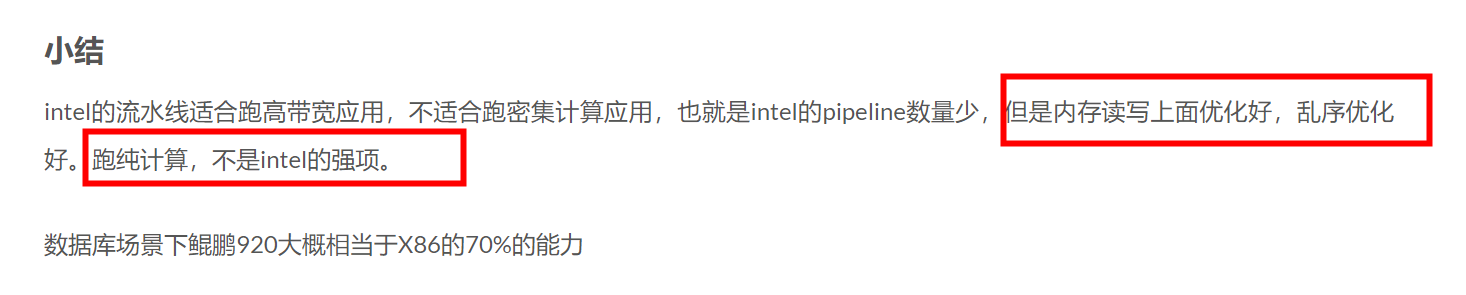 小结
intel的流水线适合跑高带宽应用，不适合跑密集计算应用，也就是intel的pipeline数量少，但是内存读写上面优化好，乱序优化
好。跑纯计算，不是intel的强项。
数据库场景下鲲鹏920大概相当于X86的70%的能力